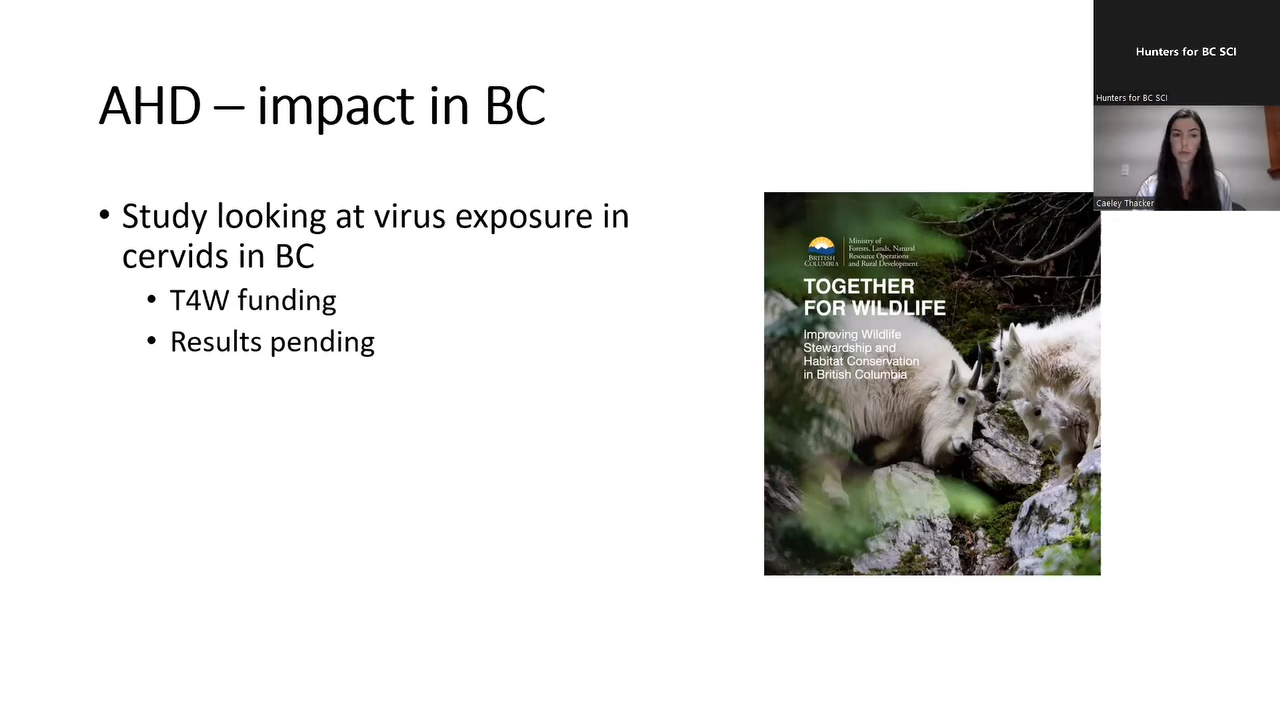 AHD – impact in BC
• Study looking at virus exposure in
cervids in BC
• T4W funding
• Results pending
BRITISH
COLUMBIA
Ministry of
Forests, Lands, Natural
Resource Operations
and Rural Development
TOGETHER
FOR WILDLIFE
Improving Wildlife
Stewardship and
Habitat Conservation
in British Columbia
Hunters for BC SCI
Hunters for BC SCI
Caeley Thacker